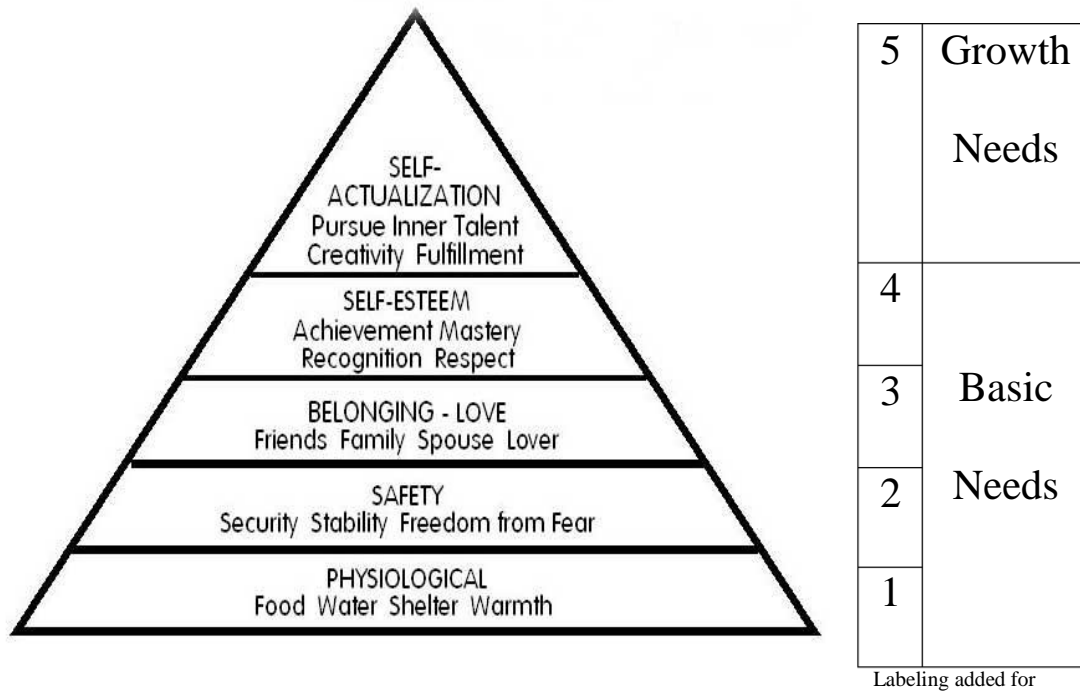 SELF-
ACTUALIZATION
Pursue Inner Talent
Creativity Fulfillment
SELF-ESTEEM
Achievement Mastery
Recognition Respect
BELONGING - LOVE
Friends Family Spouse Lover
SAFETY
Security Stability Freedom from Fear
PHYSIOLOGICAL
Food Water Shelter Warmth
5 Growth
Needs
4
3 Basic
2 Needs
1
Labeling added for